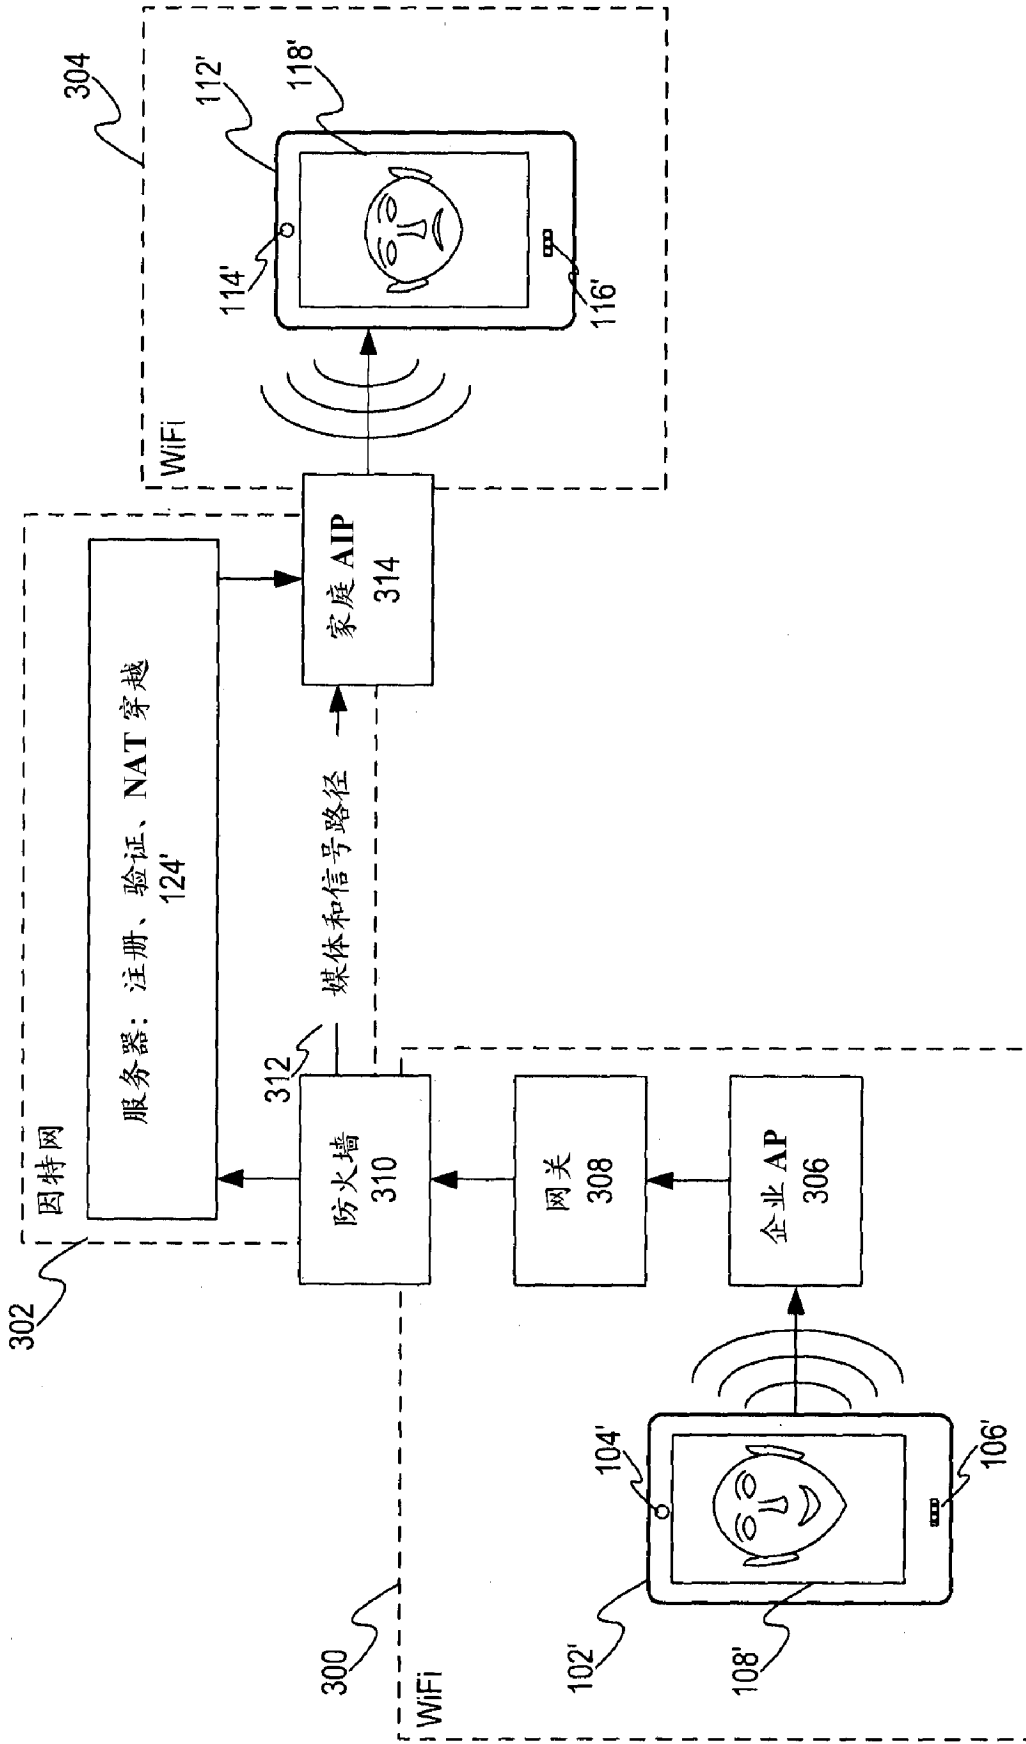 304
WiFi
112'
118'
114'
116'
302
因特网
服务器：注册、验证、NAT 穿越
124'
家庭 AIP
314
312
媒体和信号路径
防火墙
310
网关
308
企业 AP
306
300
WiFi
102'
104'
106'
108'